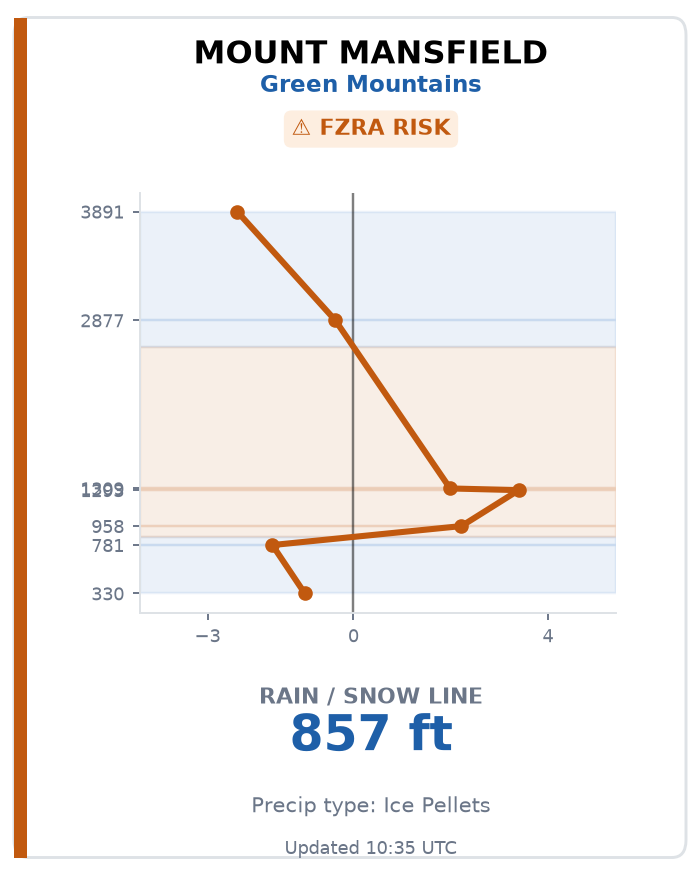 MOUNT MANSFIELD
Green Mountains
⚠ FZRA RISK
3891
2877
958
781
330
−3 0 4
RAIN / SNOW LINE
857 ft
Precip type: Ice Pellets
Updated 10:35 UTC